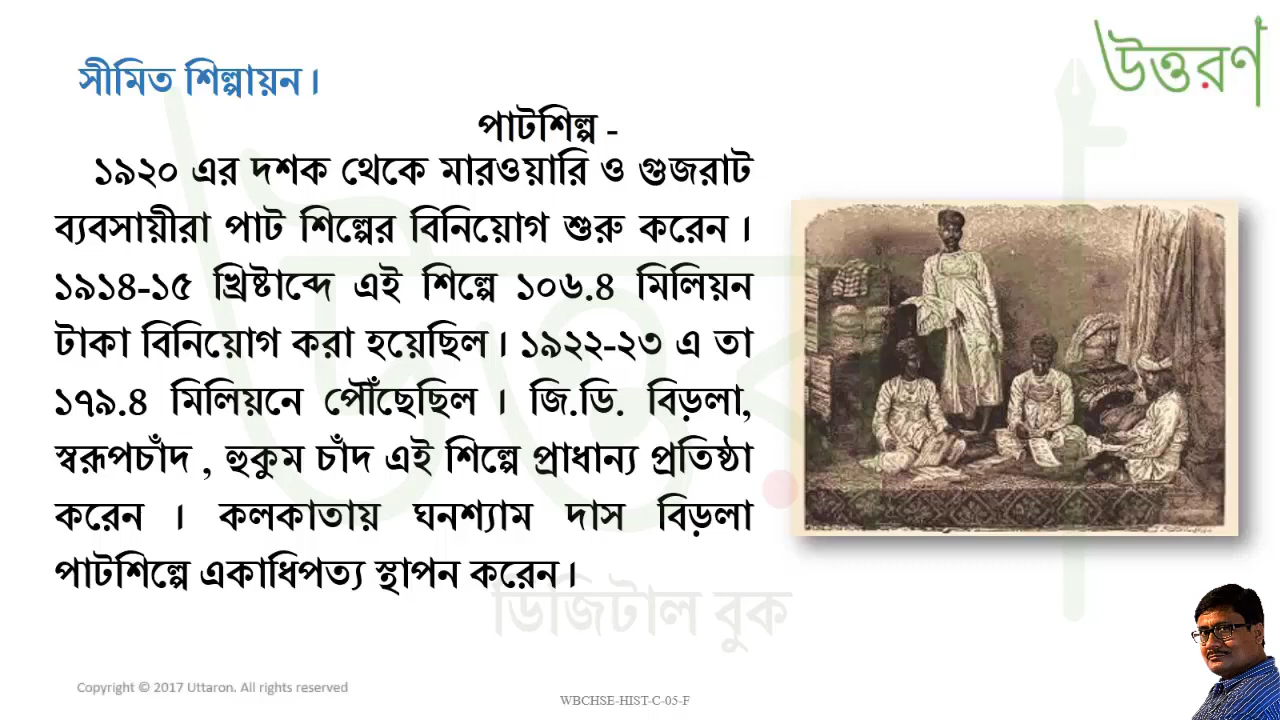 সীমিত শিল্পায়ন।
উত্তরণ
পাটশিল্প -
১৯২০ এর দশক থেকে মারওয়ারি ও গুজরাট
ব্যবসায়ীরা পাট শিল্পের বিনিয়োগ শুরু করেন।
১৯১৪-১৫ খ্রিষ্টাব্দে এই শিল্পে ১০৬.৪ মিলিয়ন
টাকা বিনিয়োগ করা হয়েছিল। ১৯২২-২৩ এ তা
১৭৯.৪ মিলিয়নে পৌঁছেছিল । জি.ডি. বিড়লা,
স্বরূপচাঁদ , হুকুম চাঁদ এই শিল্পে প্রাধান্য প্রতিষ্ঠা
করেন । কলকাতায় ঘনশ্যাম দাস বিড়লা
পাটশিল্পে একাধিপত্য স্থাপন করেন।
ডিজিটাল বুক
Copyright © 2017 Uttaron. All rights reserved
WBCHSE-HIST-C-05-F